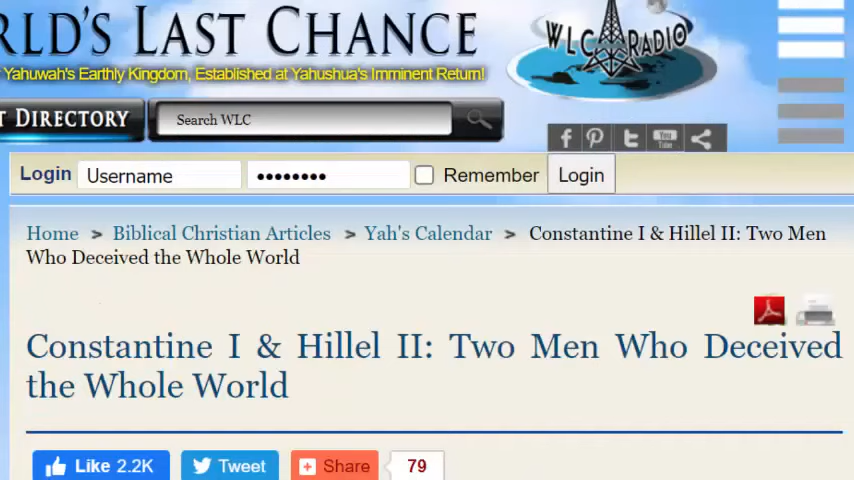 RLD'S LAST CHANCE
Yahuwah's Earthly Kingdom, Established at Yahushua's Imminent Return!
WLC RADIO
T DIRECTORY
Search WLC
You Tube
Login Username •••••••• Remember Login
Home > Biblical Christian Articles > Yah's Calendar > Constantine I & Hillel II: Two Men
Who Deceived the Whole World
Constantine I & Hillel II: Two Men Who Deceived
the Whole World
Like 2.2K Tweet Share 79